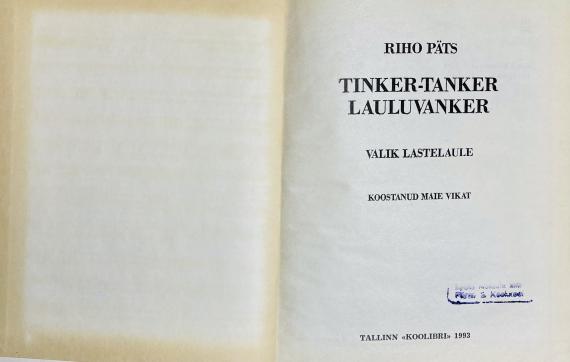 RIHO PÄTS
TINKER-TANKER
LAULUVANKER
VALIK LASTELAULE
KOOSTANUD MAIE VIKAT
TALLINN «KOOLIBRI» 1993